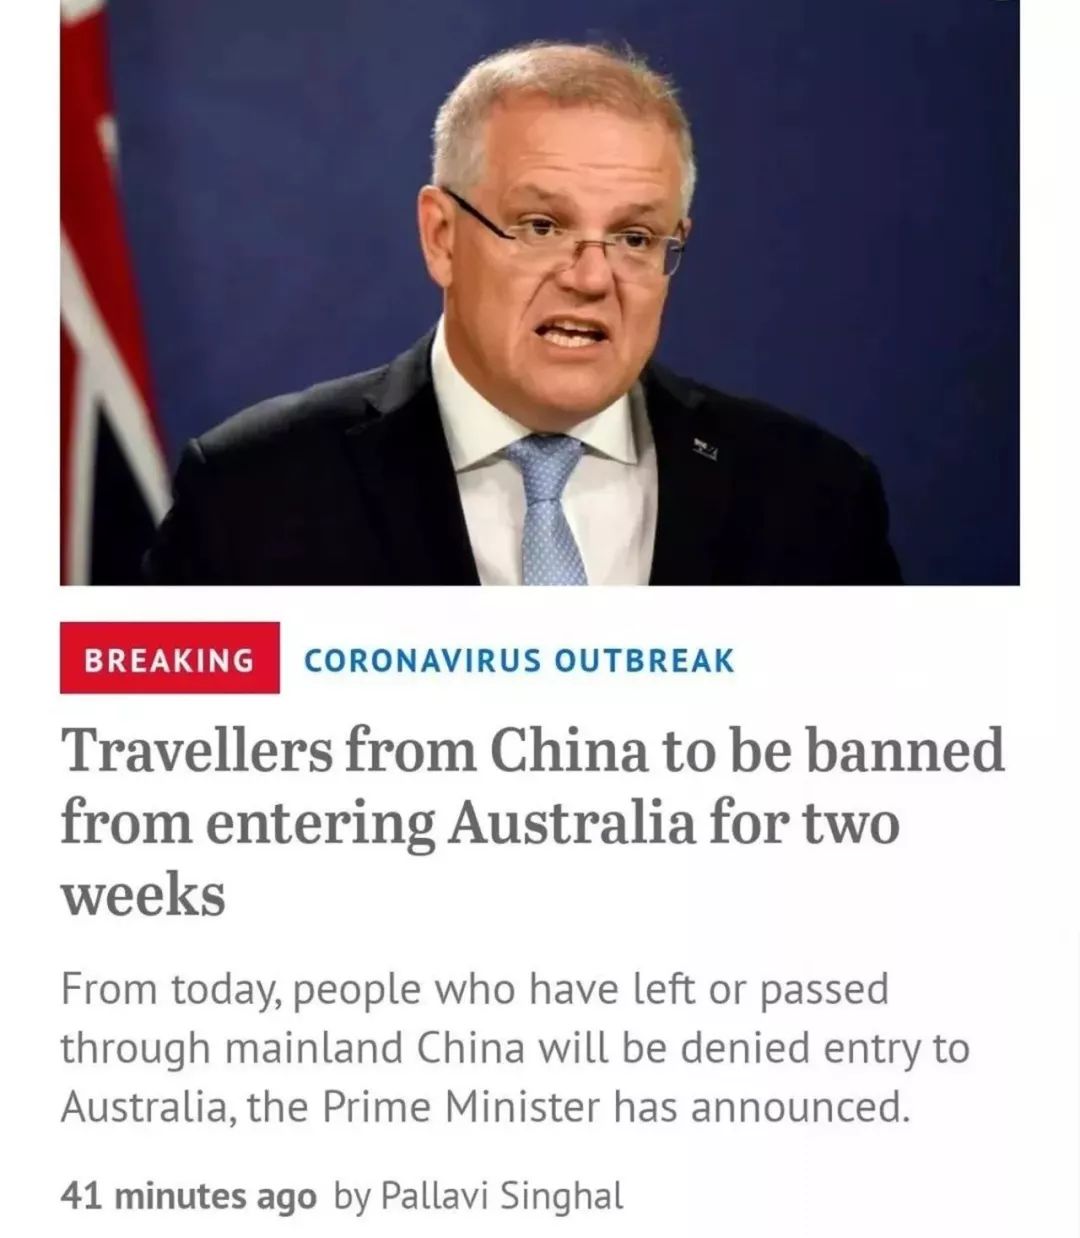 BREAKING CORONAVIRUS OUTBREAK
Travellers from China to be banned
from entering Australia for two
weeks
From today, people who have left or passed
through mainland China will be denied entry to
Australia, the Prime Minister has announced.
41 minutes ago by Pallavi Singhal